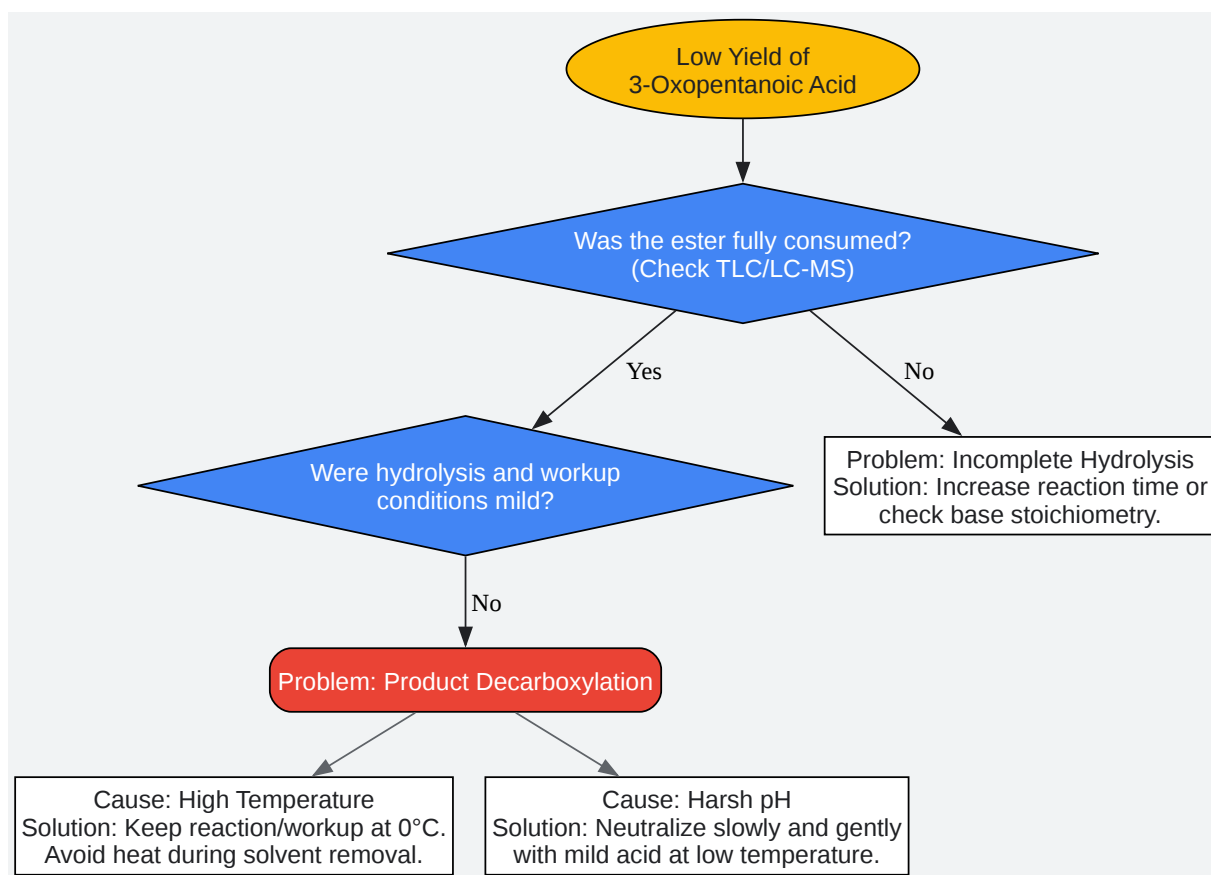 Low Yield of
3-Oxopentanoic Acid
Was the ester fully consumed?
(Check TLC/LC-MS)
Yes
No
Were hydrolysis and workup
conditions mild?
Problem: Incomplete Hydrolysis
Solution: Increase reaction time or
check base stoichiometry.
No
Problem: Product Decarboxylation
Cause: High Temperature
Solution: Keep reaction/workup at 0°C.
Avoid heat during solvent removal.
Cause: Harsh pH
Solution: Neutralize slowly and gently
with mild acid at low temperature.